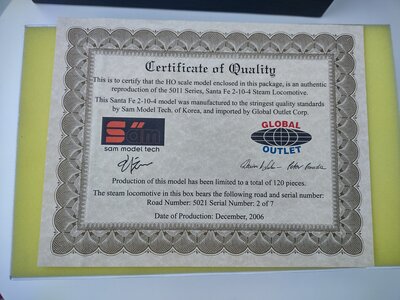 Certificate of Quality
This is to certify that the HO scale model enclosed in this package, is an authentic
reproduction of the 5011 Series, Santa Fe 2-10-4 Steam Locomotive.
This Santa Fe 2-10-4 model was manufactured to the stringest quality standards
by Sam Model Tech. of Korea, and imported by Global Outlet Corp.
Säm
sam model tech
GLOBAL
OUTLET
Production of this model has been limited to a total of 120 pieces.
The steam locomotive in this box bears the following road and serial number:
Road Number: 5021 Serial Number: 2 of 7
Date of Production: December, 2006